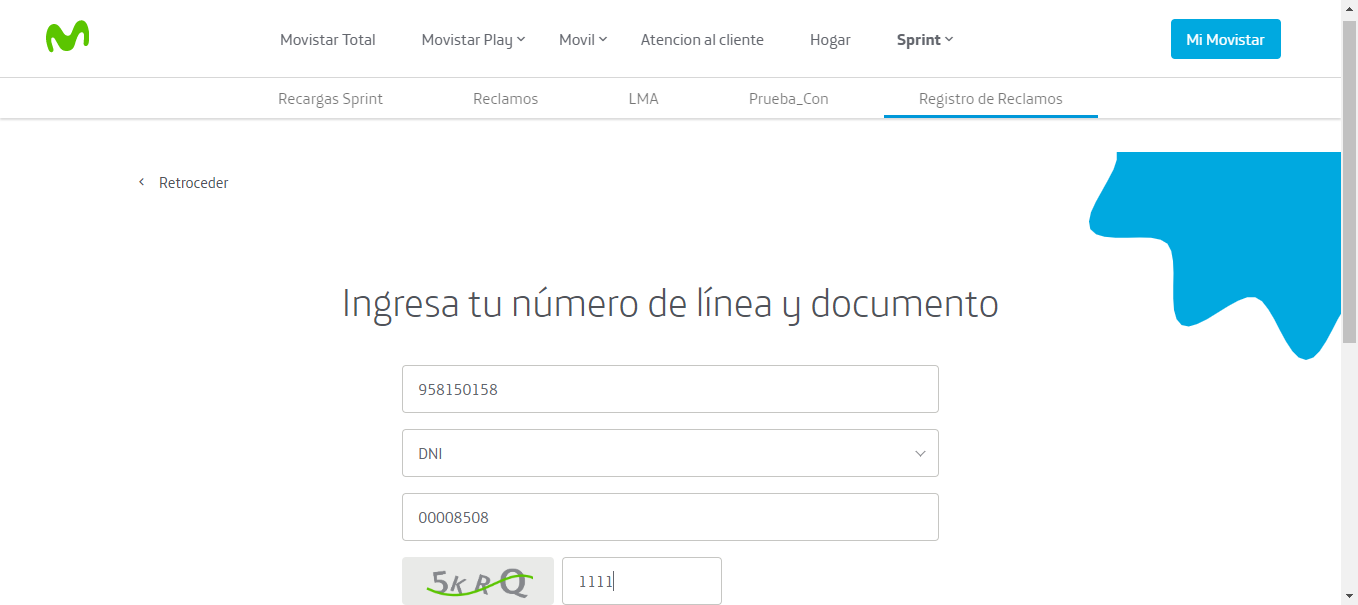 Movistar Total Movistar Play Movil Atencion al cliente Hogar Sprint Mi Movistar
Recargas Sprint Reclamos LMA Prueba_Con Registro de Reclamos
Retroceder
Ingresa tu número de línea y documento
958150158
DNI
00008508
5KRQ 1111